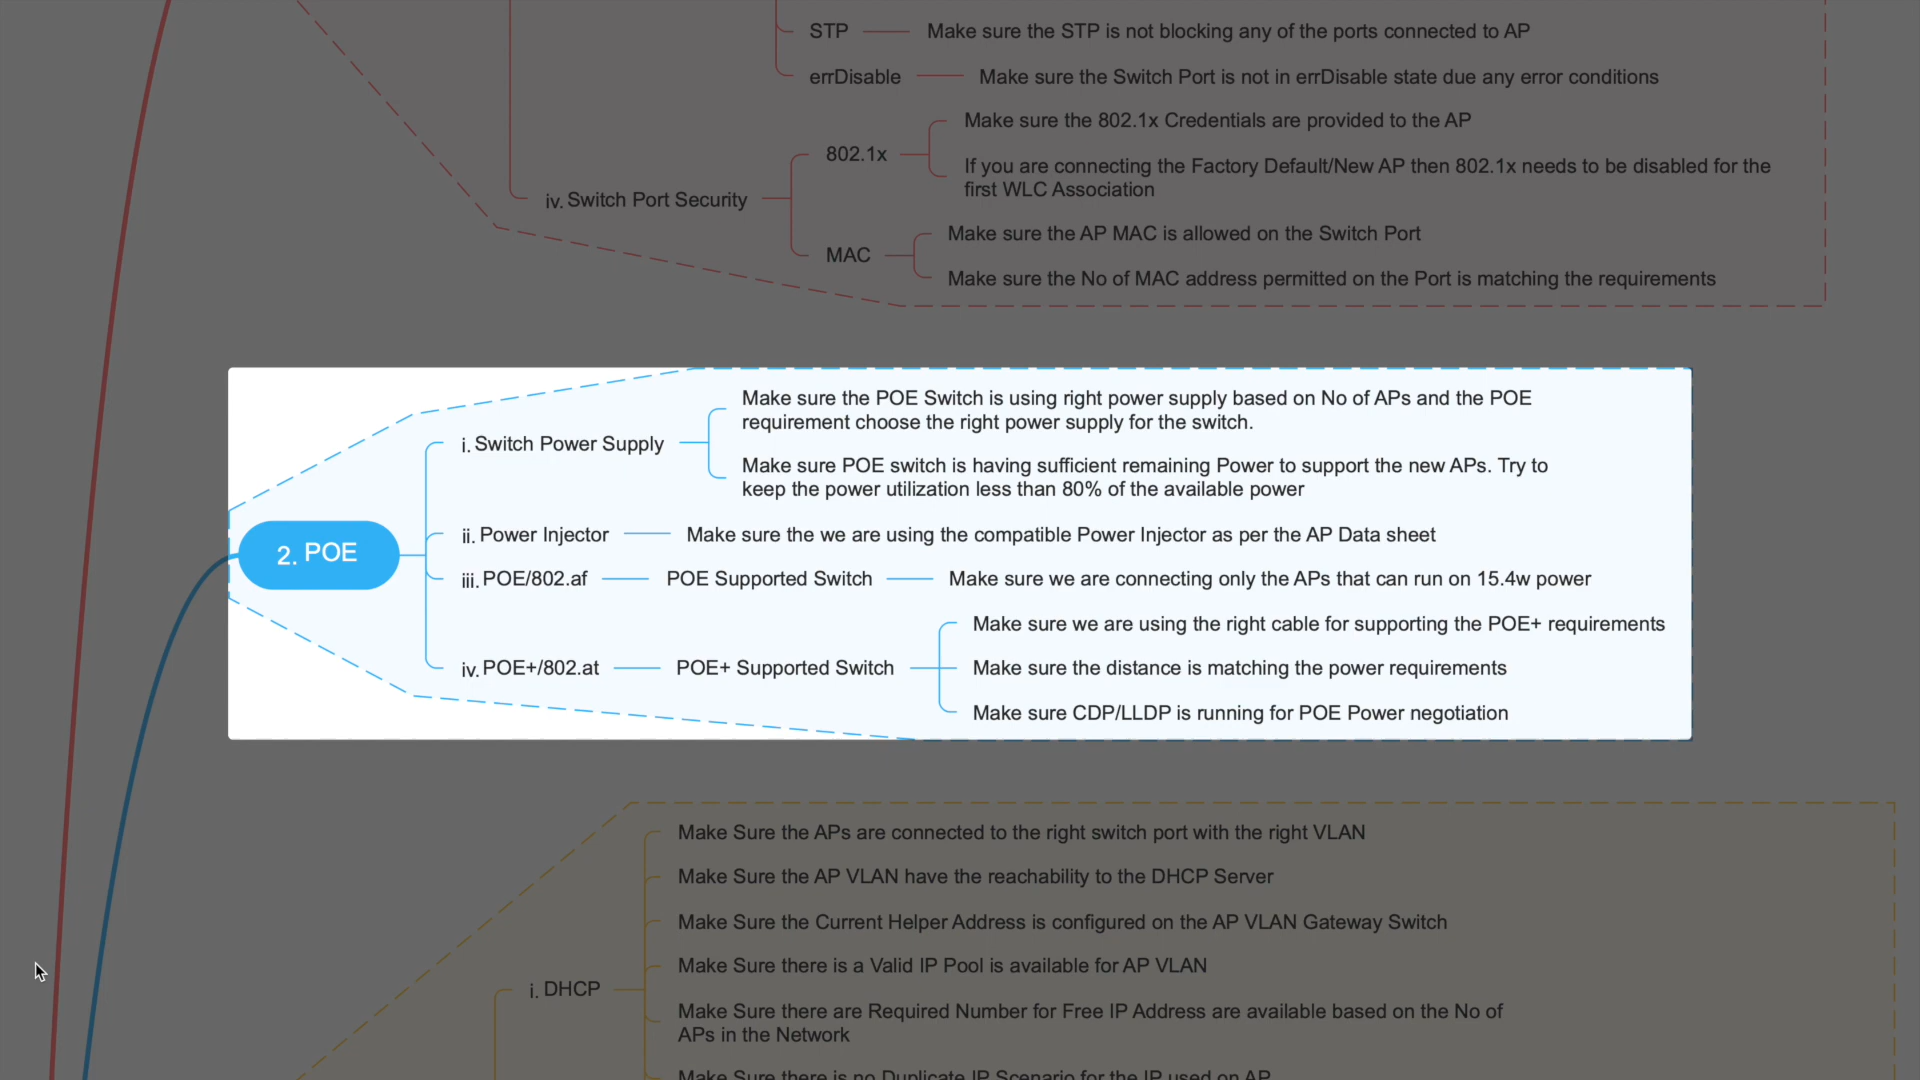 STP
Make sure the STP is not blocking any of the ports connected to AP
errDisable
Make sure the Switch Port is not in errDisable state due any error conditions
iv. Switch Port Security
802.1x
Make sure the 802.1x Credentials are provided to the AP
If you are connecting the Factory Default/New AP then 802.1x needs to be disabled for the
first WLC Association
MAC
Make sure the AP MAC is allowed on the Switch Port
Make sure the No of MAC address permitted on the Port is matching the requirements
2. POE
i. Switch Power Supply
Make sure the POE Switch is using right power supply based on No of APs and the POE
requirement choose the right power supply for the switch.
Make sure POE switch is having sufficient remaining Power to support the new APs. Try to
keep the power utilization less than 80% of the available power
ii. Power Injector
Make sure the we are using the compatible Power Injector as per the AP Data sheet
iii. POE/802.af
POE Supported Switch
Make sure we are connecting only the APs that can run on 15.4w power
iv. POE+/802.at
POE+ Supported Switch
Make sure we are using the right cable for supporting the POE+ requirements
Make sure the distance is matching the power requirements
Make sure CDP/LLDP is running for POE Power negotiation
i. DHCP
Make Sure the APs are connected to the right switch port with the right VLAN
Make Sure the AP VLAN have the reachability to the DHCP Server
Make Sure the Current Helper Address is configured on the AP VLAN Gateway Switch
Make Sure there is a Valid IP Pool is available for AP VLAN
Make Sure there are Required Number for Free IP Address are available based on the No of
APs in the Network
Make Sure there is no Duplicate IP Scenario for the IP used on AP